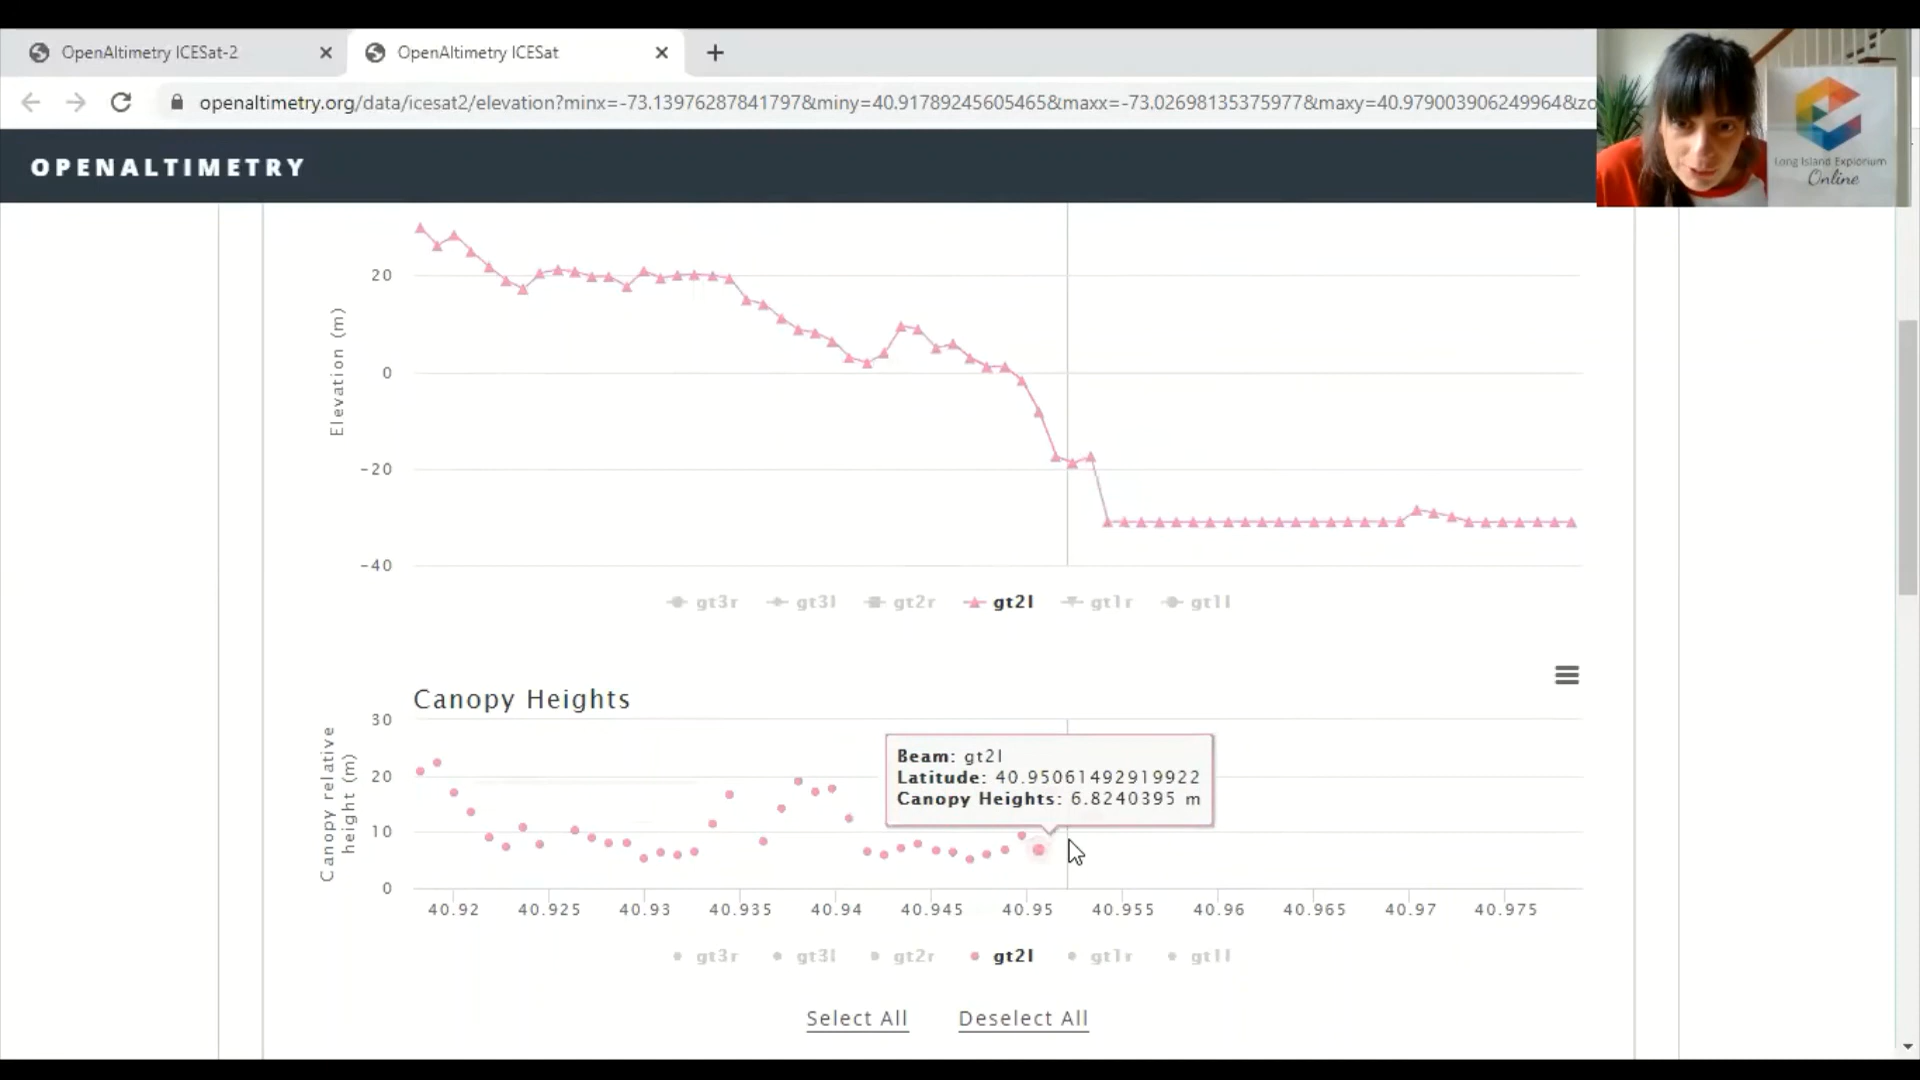 OpenAltimetry ICESat-2
OpenAltimetry ICESat
openaltimetry.org/data/icesat2/elevation?minx=-73.13976287841797&miny=40.91789245605465&maxx=-73.02698135375977&maxy=40.979003906249964&zo
Long Island Explorium
Online
OPENALTIMETRY
Elevation (m)
20
0
-20
-40
gt3r gt3l gt2r gt2l gt1r gt1l
Canopy Heights
Canopy relative
height (m)
30
20
10
0
Beam: gt2l
Latitude: 40.95061492919922
Canopy Heights: 6.8240395 m
40.92 40.925 40.93 40.935 40.94 40.945 40.95 40.955 40.96 40.965 40.97 40.975
gt3r gt3l gt2r gt2l gt1r gt1l
Select All Deselect All